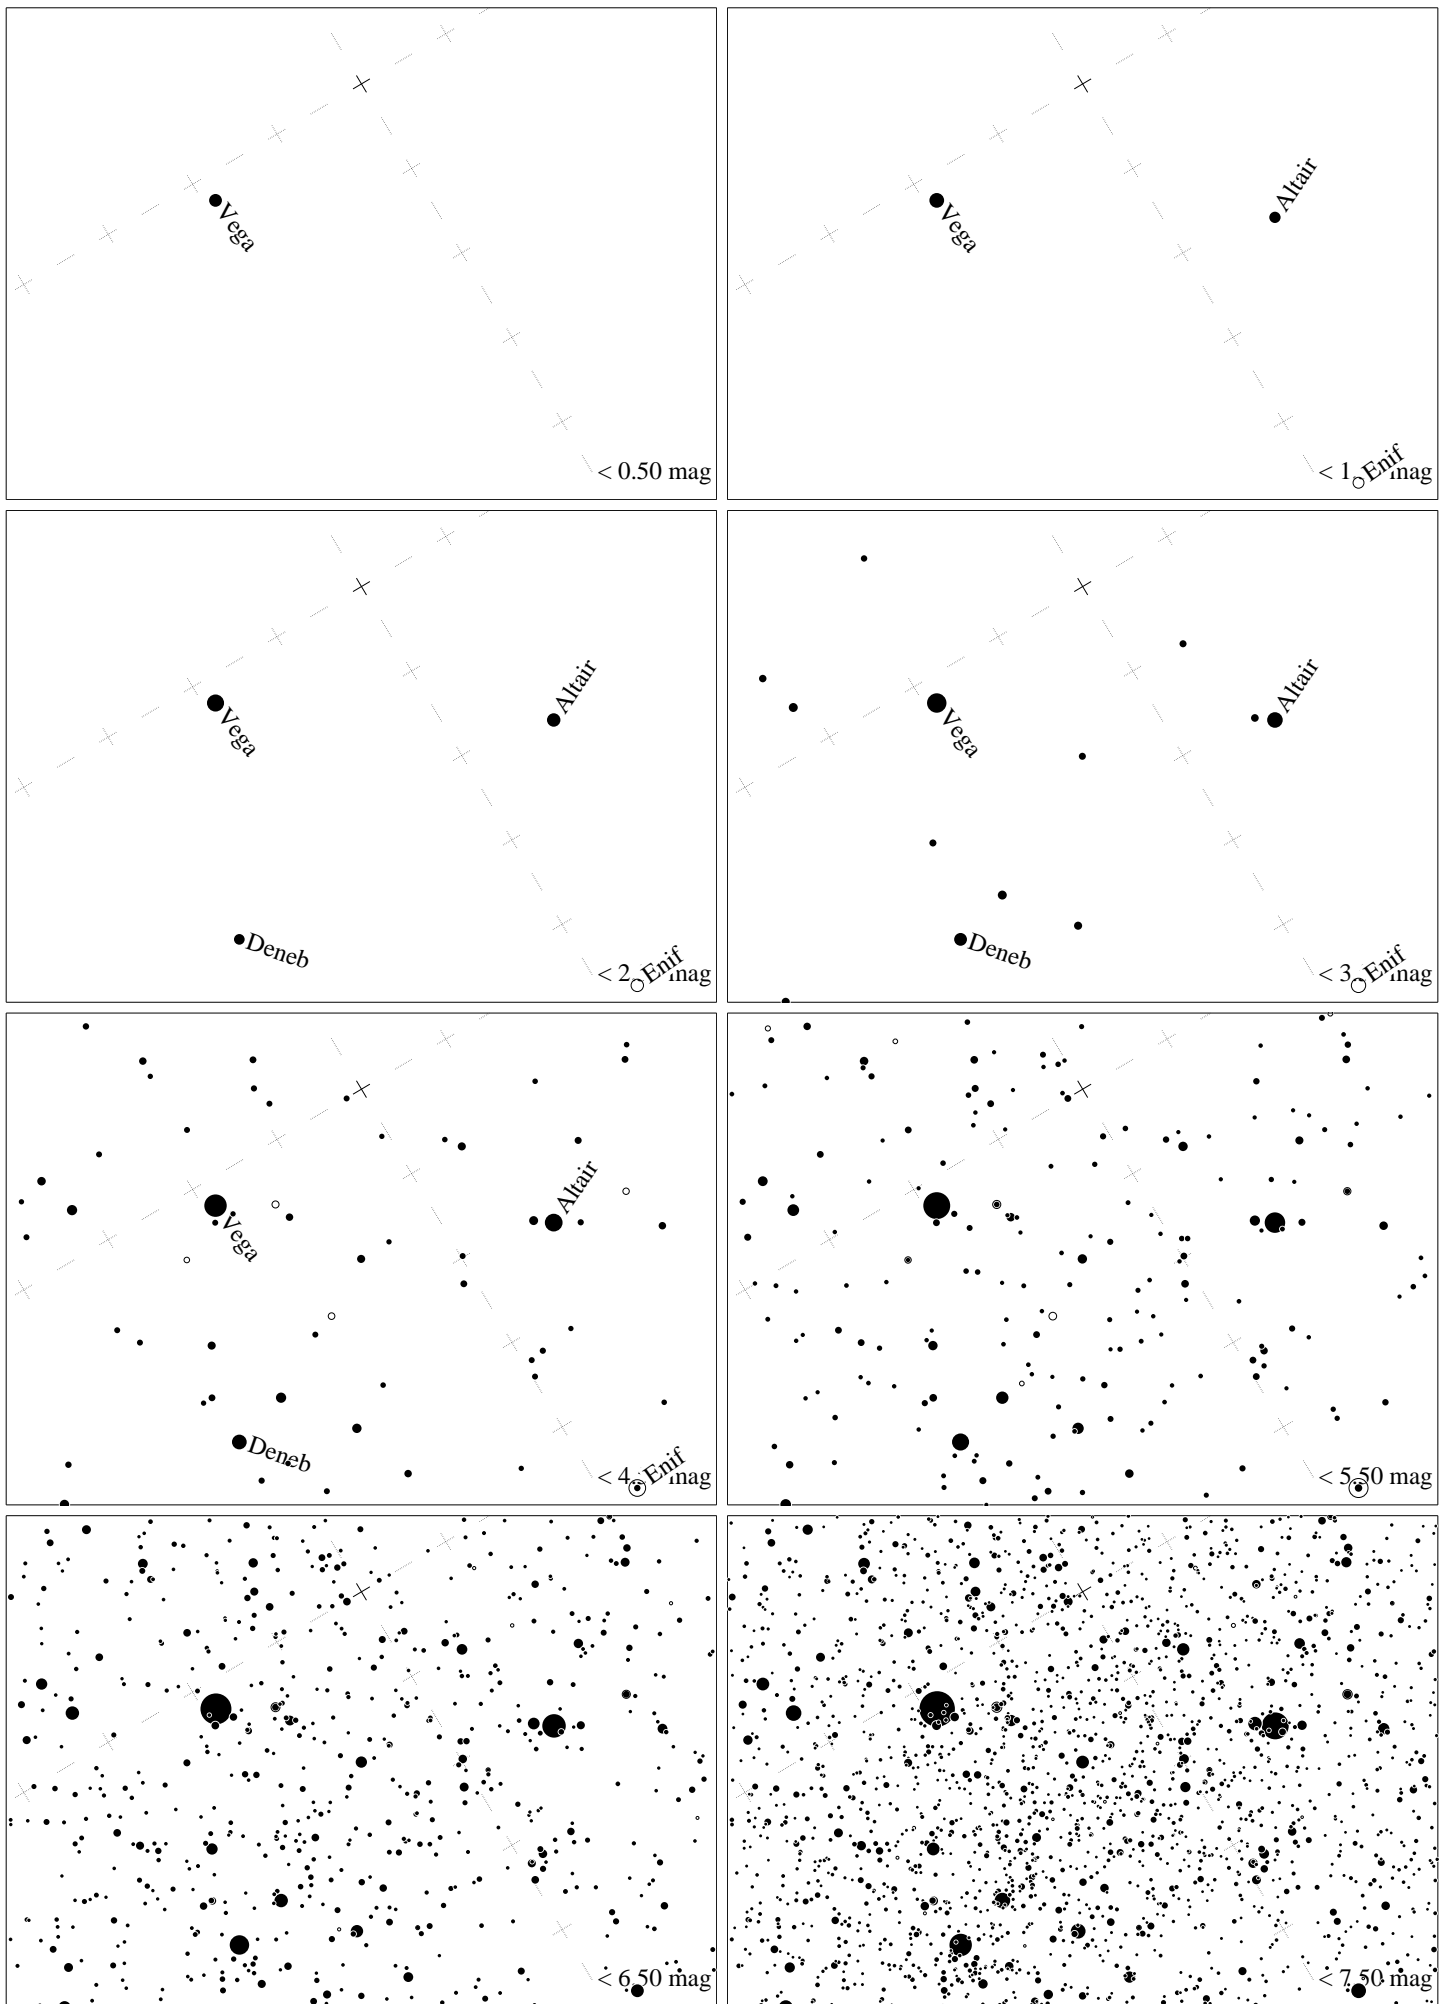 Vega
< 0.50 mag
Altair
Vega
Enif
< 1. mag
Altair
Vega
Deneb
Enif
< 2. mag
Altair
Vega
Deneb
Enif
< 3. mag
Altair
Vega
Deneb
Enif
< 4. mag
< 5.50 mag
< 6.50 mag
< 7.50 mag